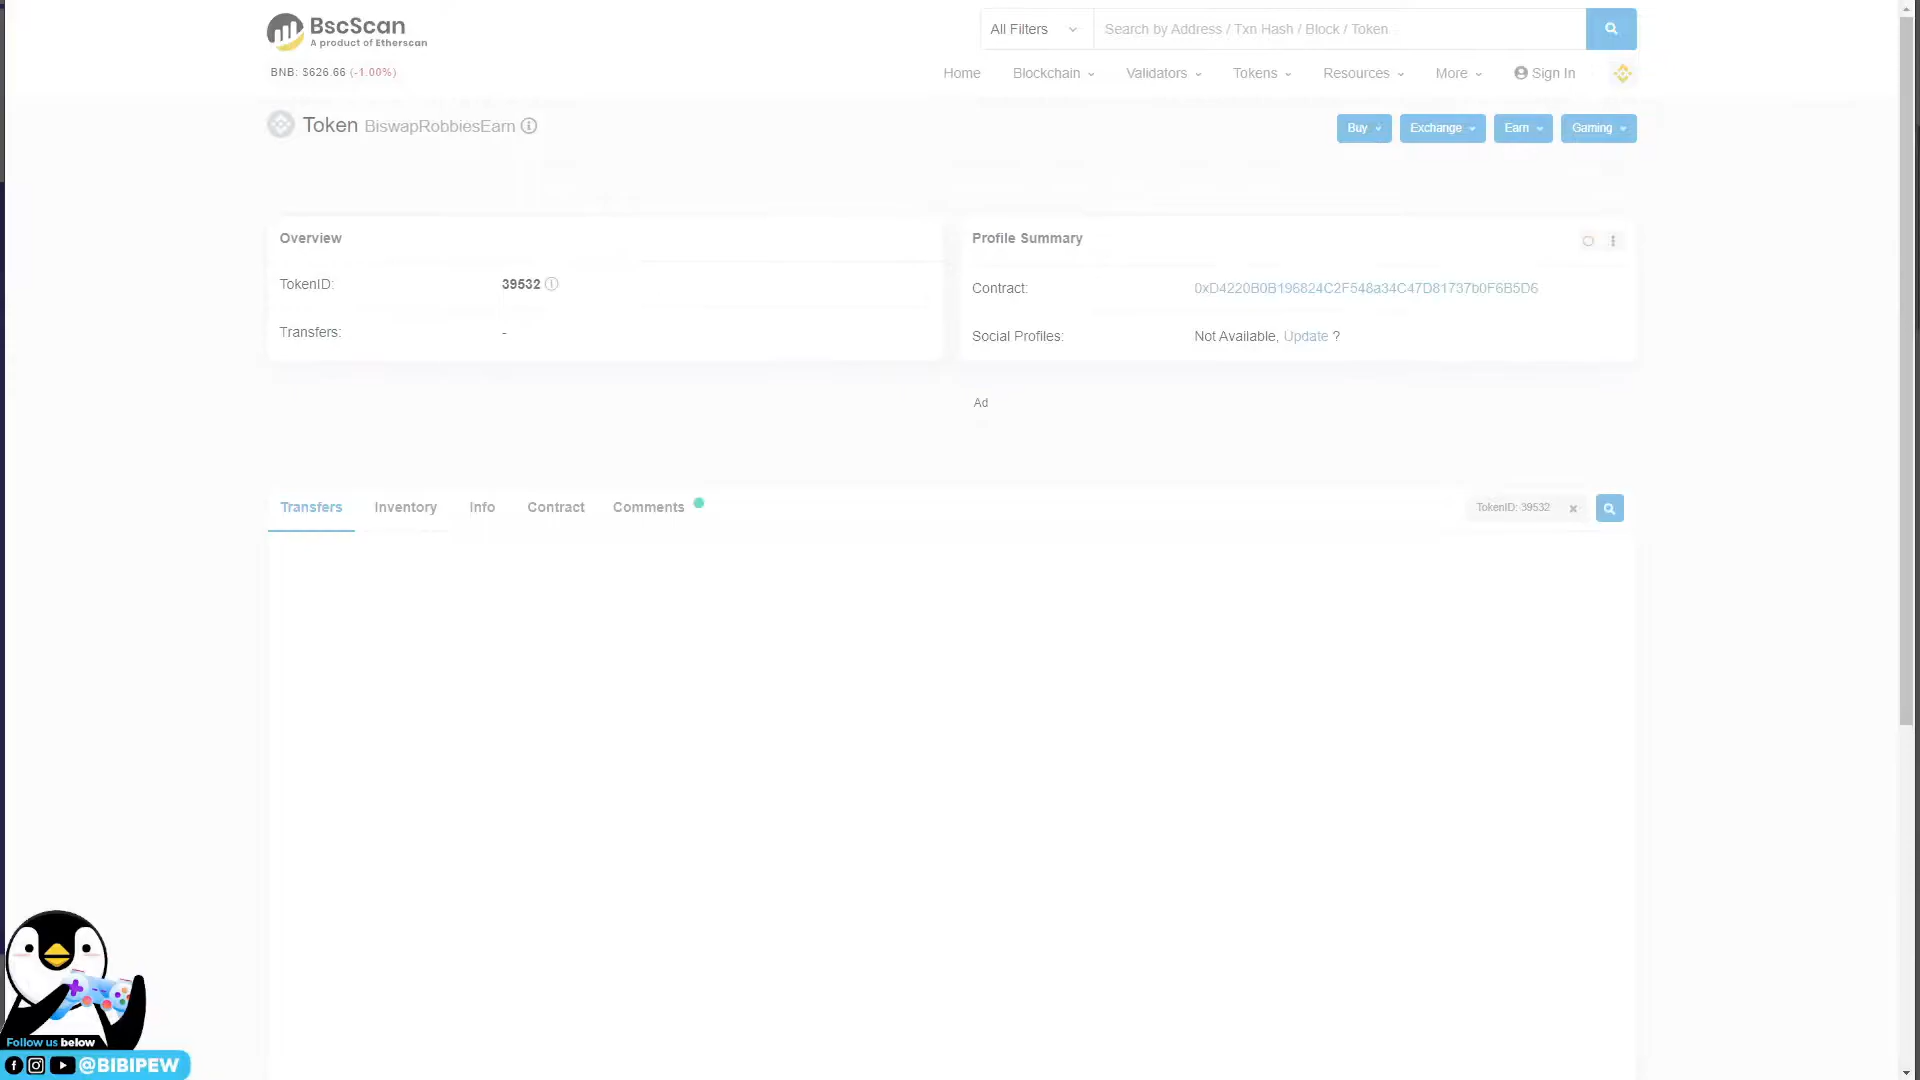 BscScan
A product of Etherscan
All Filters
Search by Address / Txn Hash / Block / Token
BNB: $626.66 (-1.00%)
Home Blockchain Validators Tokens Resources More Sign In
Token BiswapRobbiesEarn
Buy Exchange Earn Gaming
Overview
TokenID: 39532
Transfers: -
Profile Summary
Contract: 0xD4220B0B196824C2F548a34C47D81737b0F6B5D6
Social Profiles: Not Available, Update ?
Ad
Transfers Inventory Info Contract Comments
TokenID: 39532 ×
Follow us below
@BIBIPEW